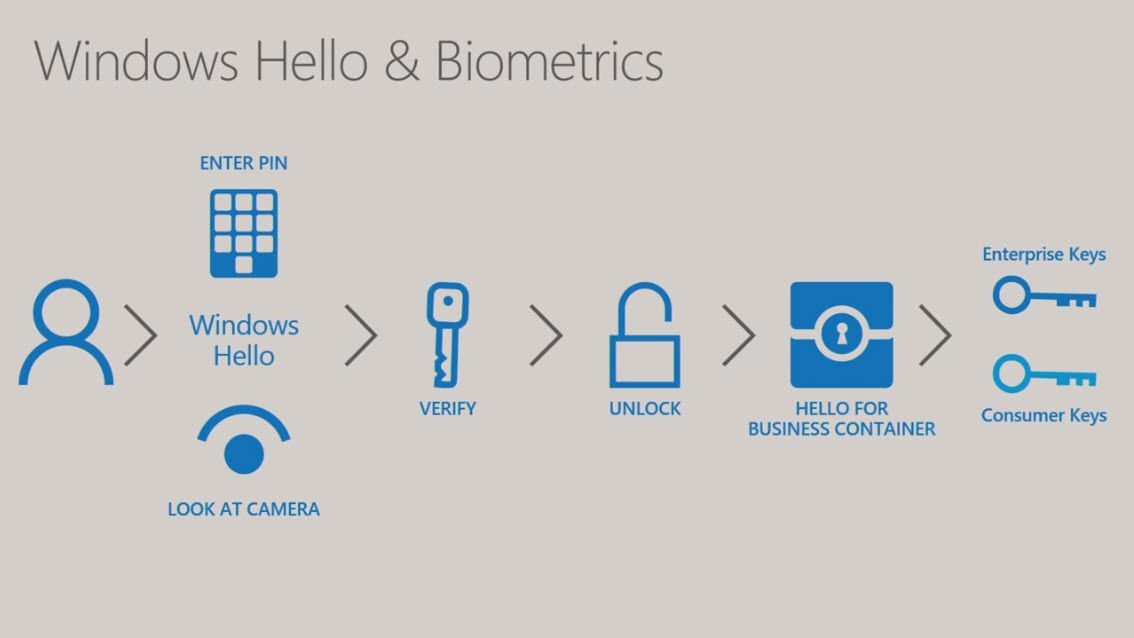 Windows Hello & Biometrics
ENTER PIN
Windows
Hello
LOOK AT CAMERA
VERIFY
UNLOCK
HELLO FOR
BUSINESS CONTAINER
Enterprise Keys
Consumer Keys